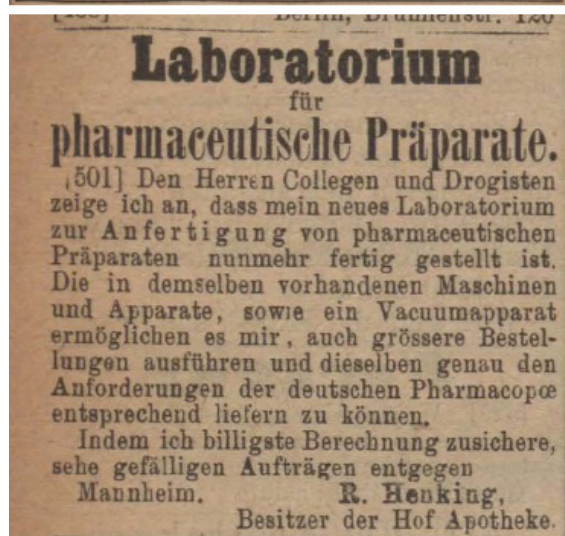 Berlin, Brunnenstr. 120
Laboratorium
für
pharmaceutische Präparate.
[501] Den Herren Collegen und Drogisten
zeige ich an, dass mein neues Laboratorium
zur Anfertigung von pharmaceutischen
Präparaten nunmehr fertig gestellt ist.
Die in demselben vorhandenen Maschinen
und Apparate, sowie ein Vacuumapparat
ermöglichen es mir, auch grössere Bestel-
lungen ausführen und dieselben genau den
Anforderungen der deutschen Pharmacopœ
entsprechend liefern zu können.
Indem ich billigste Berechnung zusichere,
sehe gefälligen Aufträgen entgegen
Mannheim. R. Henking,
Besitzer der Hof Apotheke.